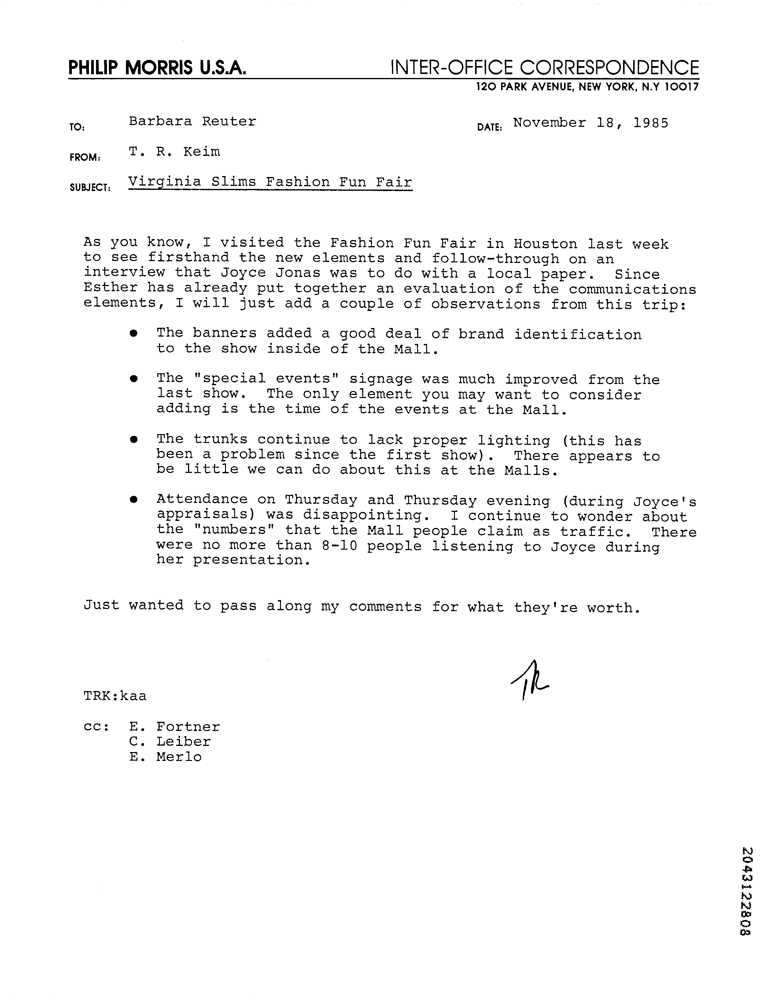 PHILIP MORRIS U.S.A. INTER-OFFICE CORRESPONDENCE
120 PARK AVENUE, NEW YORK, N.Y 10017
TO: Barbara Reuter DATE: November 18, 1985
FROM: T. R. Keim
SUBJECT: Virginia Slims Fashion Fun Fair
As you know, I visited the Fashion Fun Fair in Houston last week
to see firsthand the new elements and follow-through on an
interview that Joyce Jonas was to do with a local paper. Since
Esther has already put together an evaluation of the communications
elements, I will just add a couple of observations from this trip:
● The banners added a good deal of brand identification
to the show inside of the Mall.
● The "special events" signage was much improved from the
last show. The only element you may want to consider
adding is the time of the events at the Mall.
● The trunks continue to lack proper lighting (this has
been a problem since the first show). There appears to
be little we can do about this at the Malls.
● Attendance on Thursday and Thursday evening (during Joyce's
appraisals) was disappointing. I continue to wonder about
the "numbers" that the Mall people claim as traffic. There
were no more than 8-10 people listening to Joyce during
her presentation.
Just wanted to pass along my comments for what they're worth.
TRK:kaa
cc: E. Fortner
C. Leiber
E. Merlo
2043122808